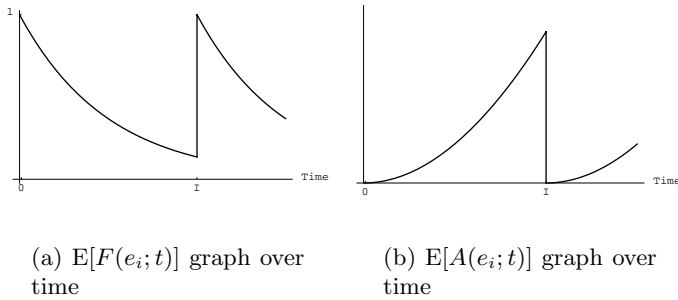 1
Time
0
I
Time
0
I
(a) E[F(e_i; t)] graph over
time
(b) E[A(e_i; t)] graph over
time